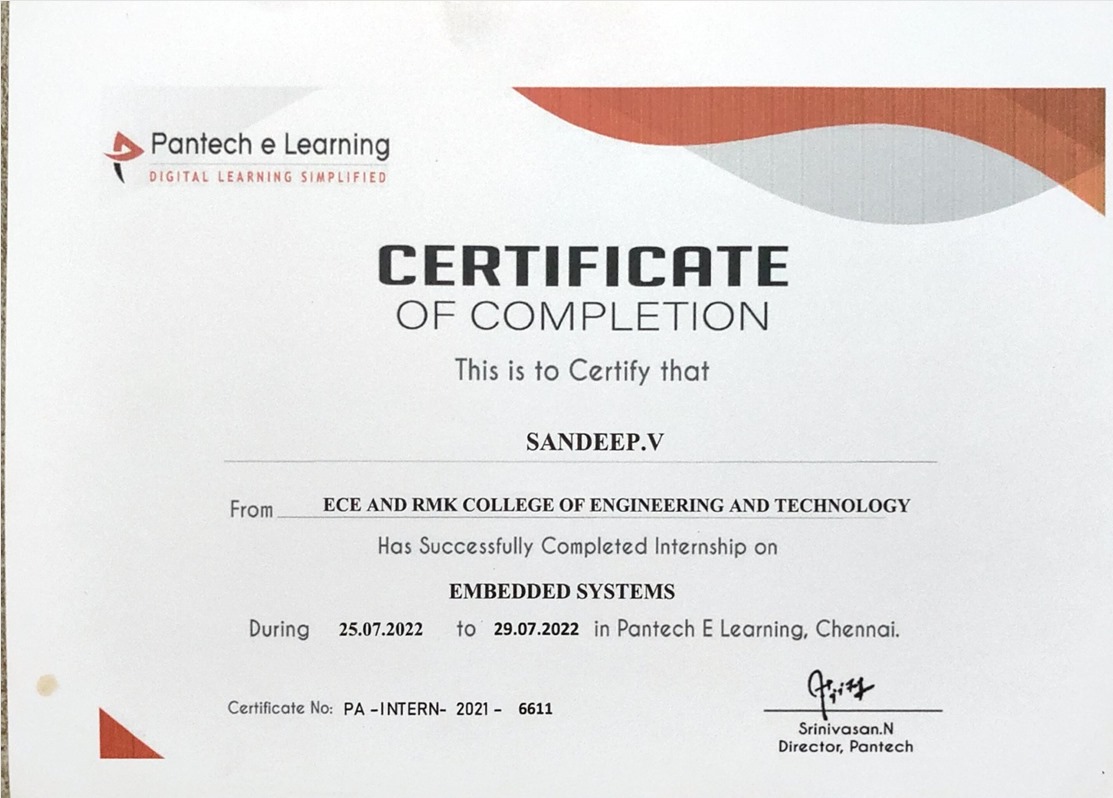 Pantech e Learning
DIGITAL LEARNING SIMPLIFIED
CERTIFICATE
OF COMPLETION
This is to Certify that
SANDEEP.V
From ECE AND RMK COLLEGE OF ENGINEERING AND TECHNOLOGY
Has Successfully Completed Internship on
EMBEDDED SYSTEMS
During 25.07.2022 to 29.07.2022 in Pantech E Learning, Chennai.
Certificate No: PA -INTERN- 2021 - 6611
Srinivasan.N
Director, Pantech